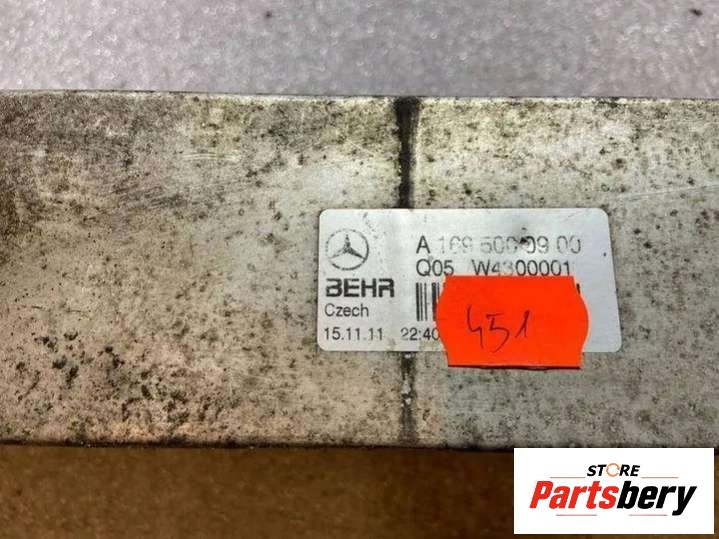 A 169 500 09 00
Q05 W4300001
BEHR
Czech
15.11.11 22:40
451
STORE
Partsbery